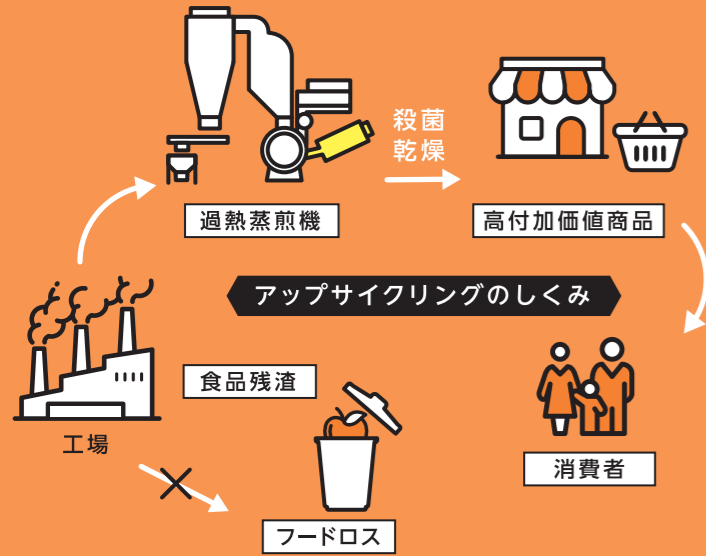 殺菌
乾燥
過熱蒸煎機
高付加価値商品
アップサイクリングのしくみ
食品残渣
工場
消費者
フードロス